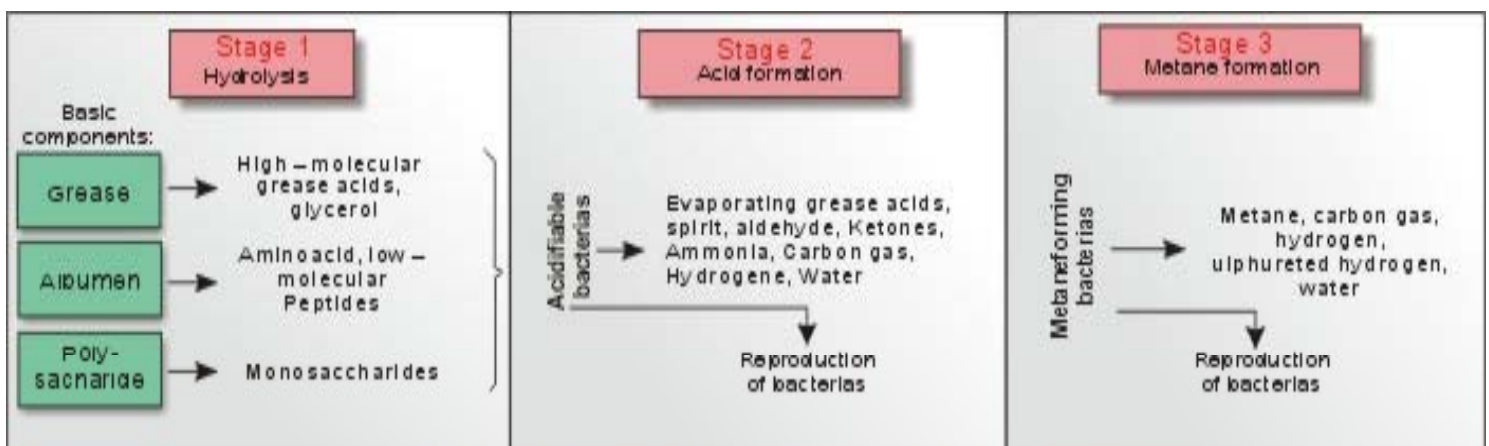 Stage 1
Hydrolysis
Basic
components:
Grease
High – molecular
grease acids,
glycerol
Albumen
Aminoacid, low –
molecular
Peptides
Poly-
sacharide
Monosaccharides
Stage 2
Acid formation
Acidifiable
bacterias
Evaporating grease acids,
spirit, aldehyde, Ketones,
Ammonia, Carbon gas,
Hydrogene, Water
Reproduction
of bacterias
Stage 3
Metane formation
Metaneforming
bacterias
Metane, carbon gas,
hydrogen,
ulphureted hydrogen,
water
Reproduction
of bacterias